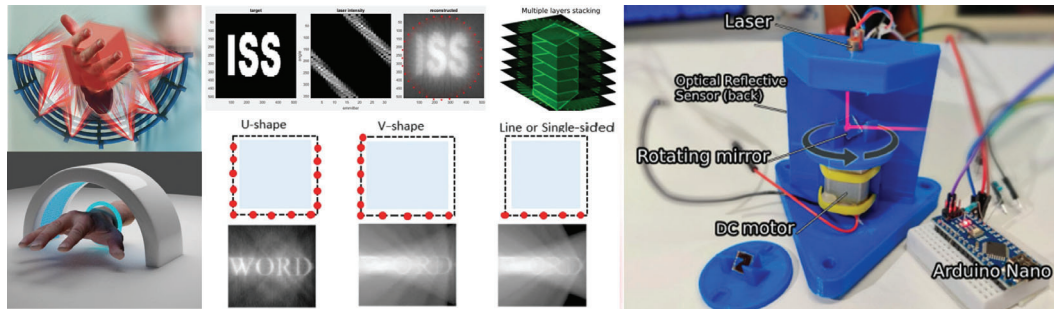 target
laser intensity
reconstructed
Multiple layers stacking
ISS
ISS
U-shape
V-shape
Line or Single-sided
WORD
Laser
Optical Reflective
Sensor (back)
Rotating mirror
DC motor
Arduino Nano